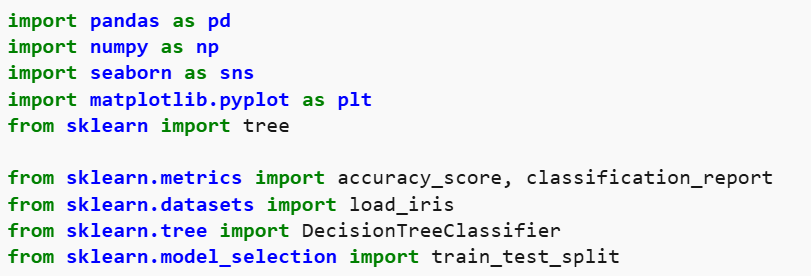 import pandas as pd
import numpy as np
import seaborn as sns
import matplotlib.pyplot as plt
from sklearn import tree
from sklearn.metrics import accuracy_score, classification_report
from sklearn.datasets import load_iris
from sklearn.tree import DecisionTreeClassifier
from sklearn.model_selection import train_test_split